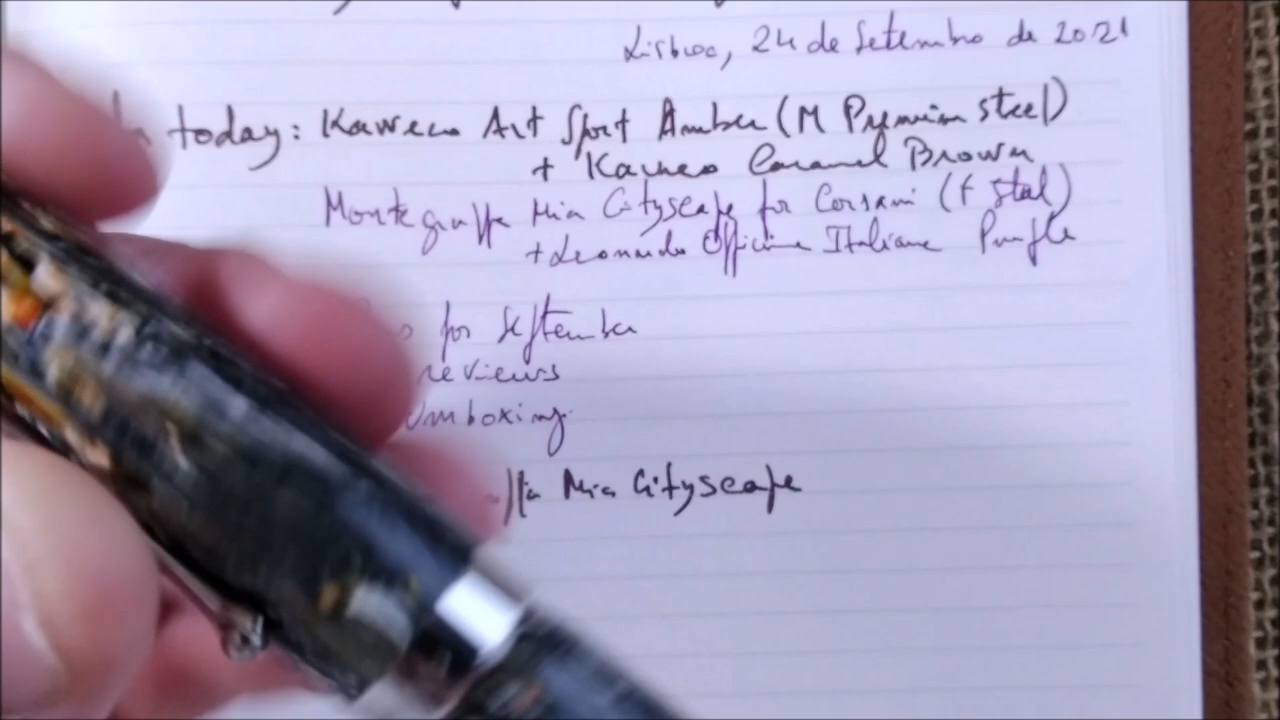 Lisboa, 24 de Setembro de 2021
today: Kaweco Art Sport Amber (M Premium steel)
+ Kaweco Caramel Brown
Montegrappa Mia Cityscape for Corsani (F steel)
+ Leonardo Officina Italiana Purple
for September
reviews
Unboxing
Mia Cityscape